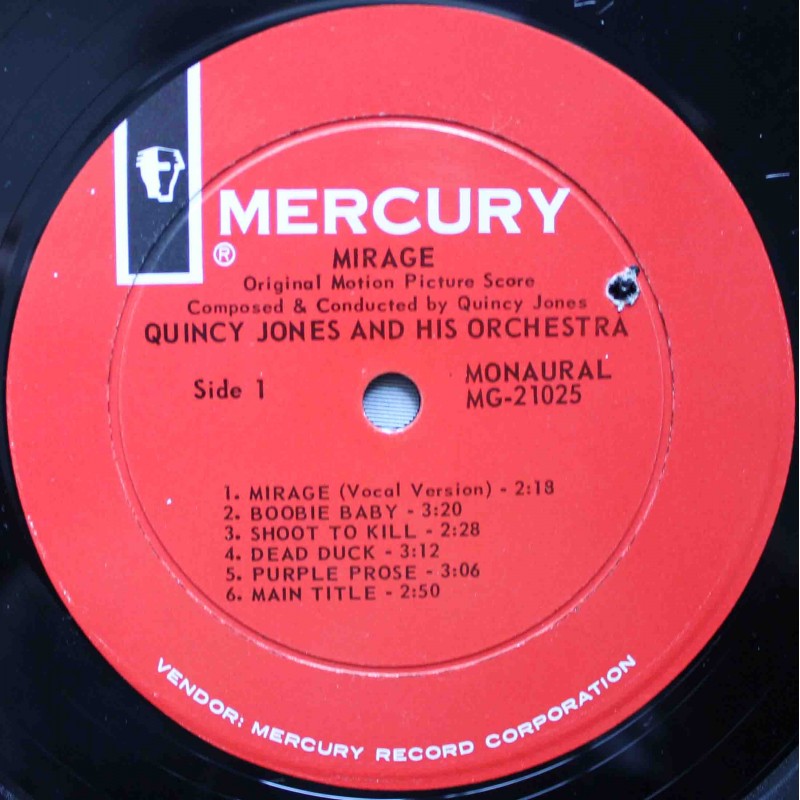 MERCURY
®
MIRAGE
Original Motion Picture Score
Composed & Conducted by Quincy Jones
QUINCY JONES AND HIS ORCHESTRA
Side 1
MONAURAL
MG-21025
1. MIRAGE (Vocal Version) - 2:18
2. BOOBIE BABY - 3:20
3. SHOOT TO KILL - 2:28
4. DEAD DUCK - 3:12
5. PURPLE PROSE - 3:06
6. MAIN TITLE - 2:50
VENDOR: MERCURY RECORD CORPORATION